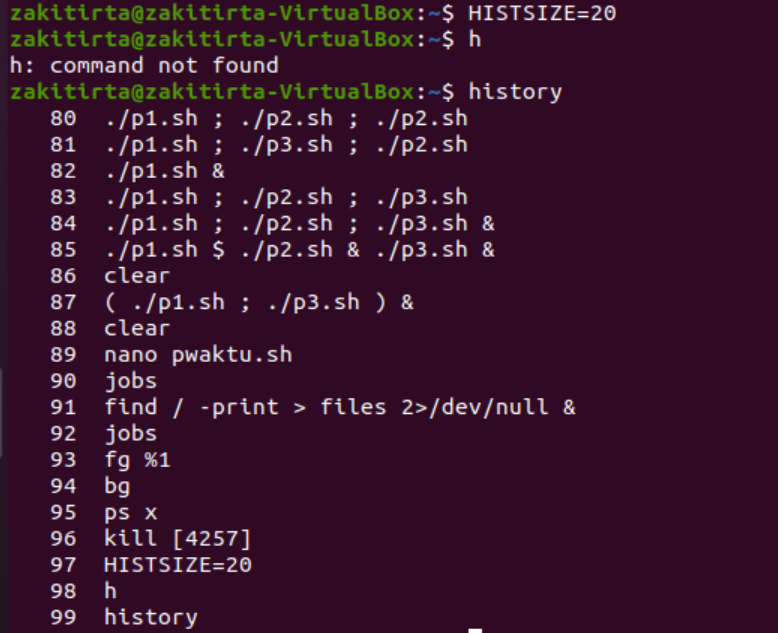 zakitirta@zakitirta-VirtualBox:~$ HISTSIZE=20
zakitirta@zakitirta-VirtualBox:~$ h
h: command not found
zakitirta@zakitirta-VirtualBox:~$ history
80 ./p1.sh ; ./p2.sh ; ./p2.sh
81 ./p1.sh ; ./p3.sh ; ./p2.sh
82 ./p1.sh &
83 ./p1.sh ; ./p2.sh ; ./p3.sh
84 ./p1.sh ; ./p2.sh ; ./p3.sh &
85 ./p1.sh $ ./p2.sh & ./p3.sh &
86 clear
87 ( ./p1.sh ; ./p3.sh ) &
88 clear
89 nano pwaktu.sh
90 jobs
91 find / -print > files 2>/dev/null &
92 jobs
93 fg %1
94 bg
95 ps x
96 kill [4257]
97 HISTSIZE=20
98 h
99 history